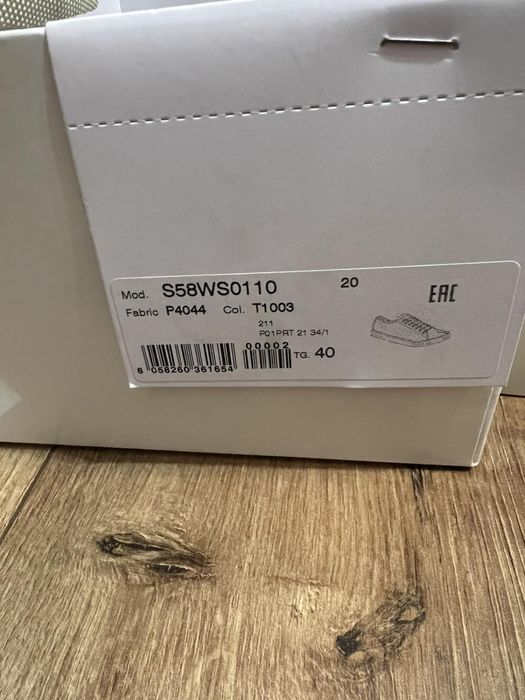 Mod. S58WS0110 20
EAC
Fabric P4044 Col. T1003
211
P01PRT 21 34/1
00002
8 056260 361654
TG. 40